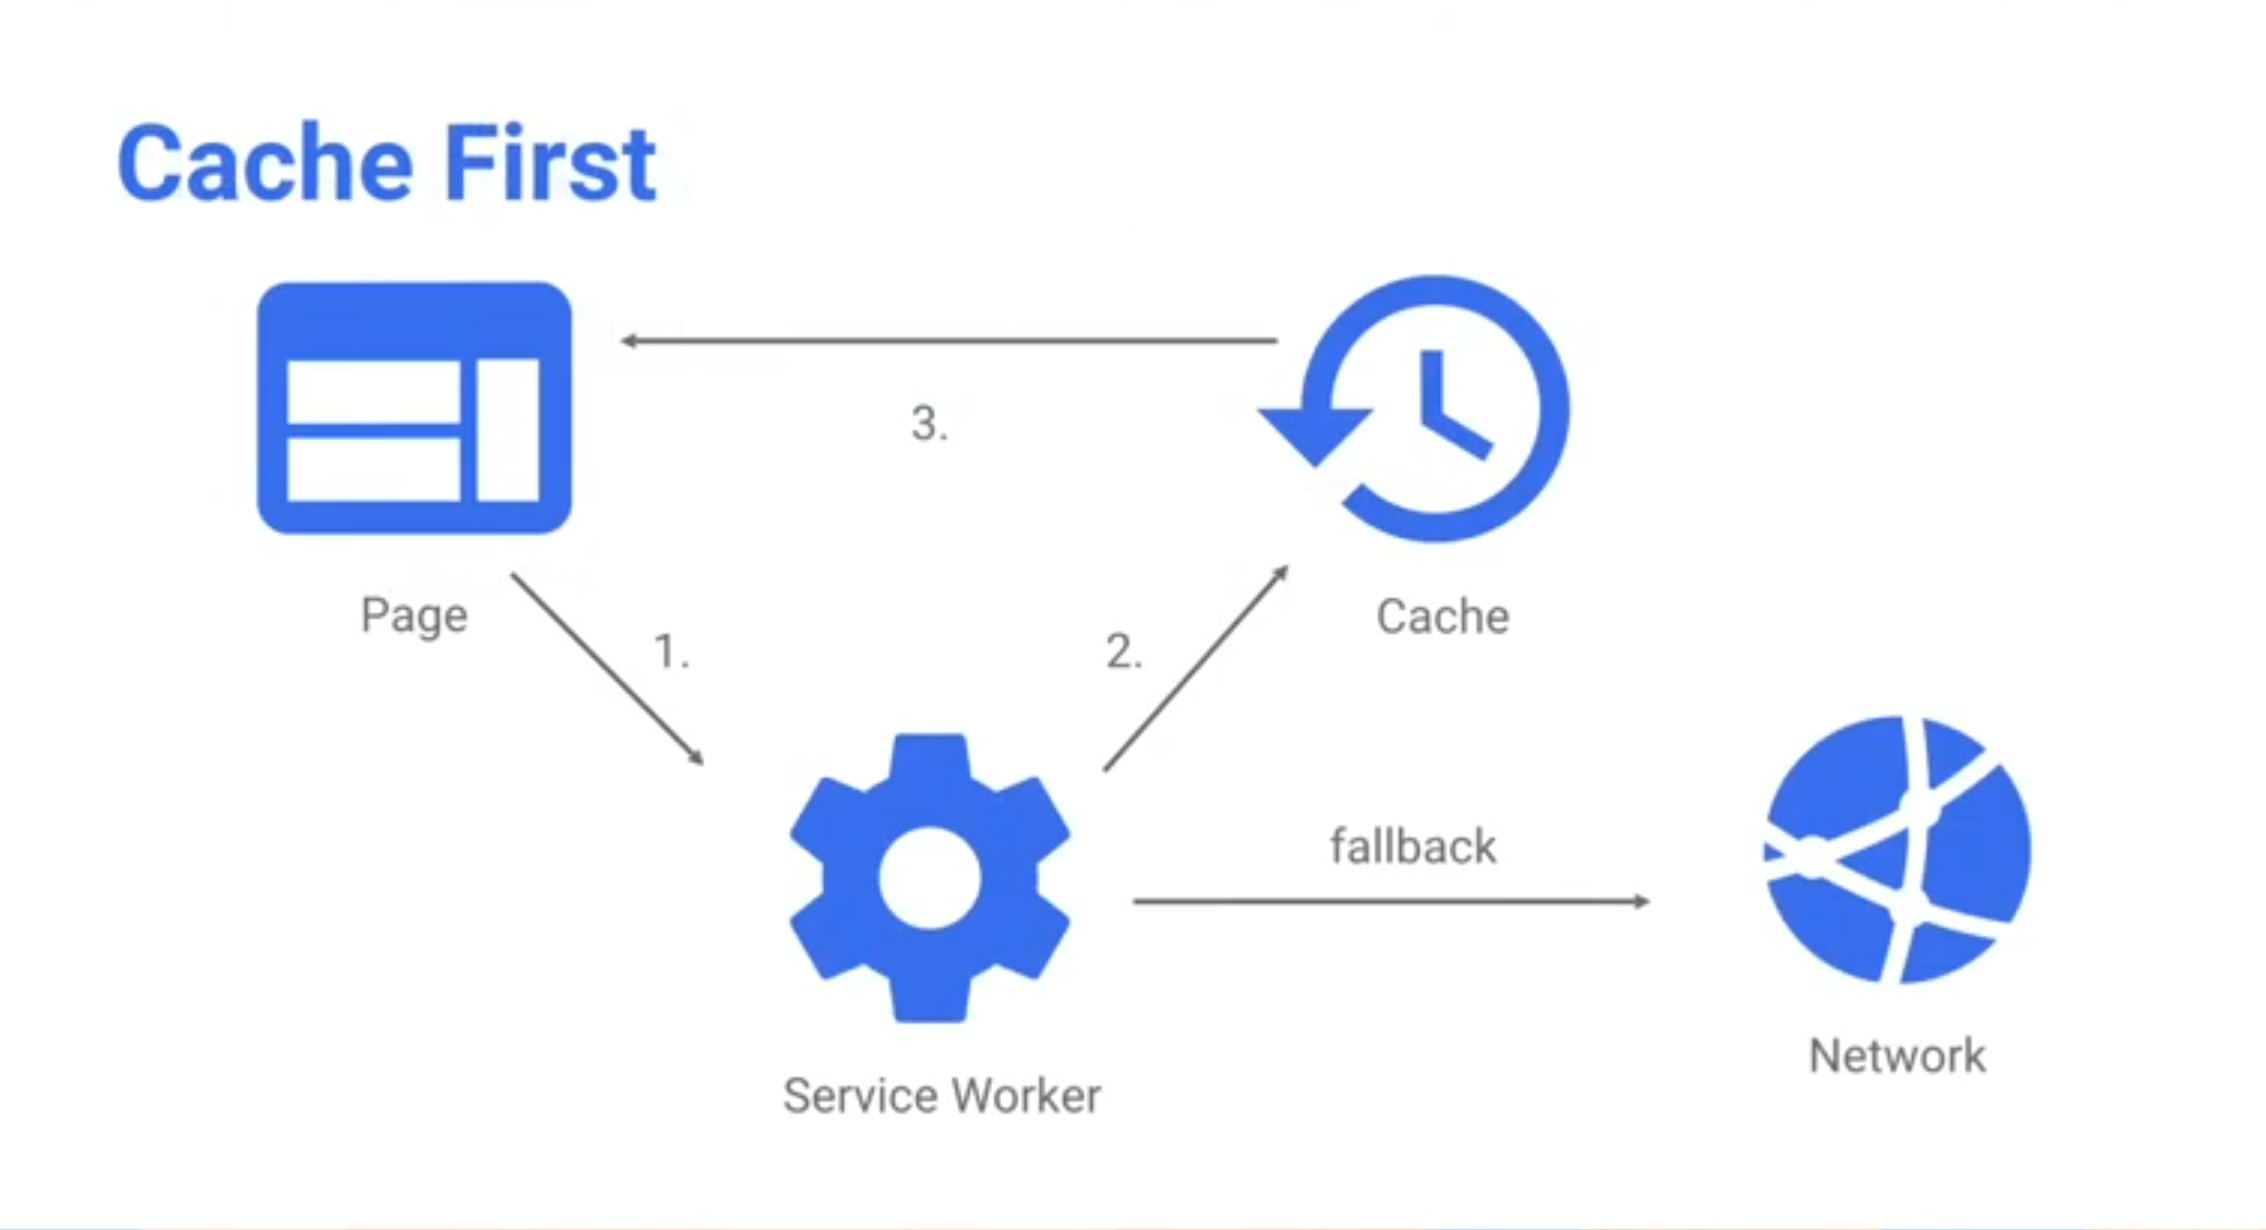 Cache First
3.
Page
Cache
1.
2.
fallback
Network
Service Worker